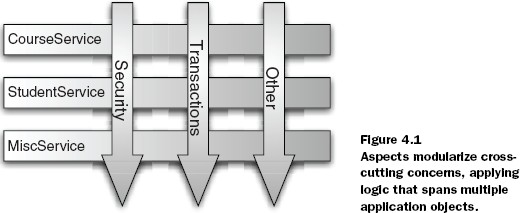 CourseService
StudentService
MiscService
Security
Transactions
Other
Figure 4.1
Aspects modularize cross-
cutting concerns, applying
logic that spans multiple
application objects.